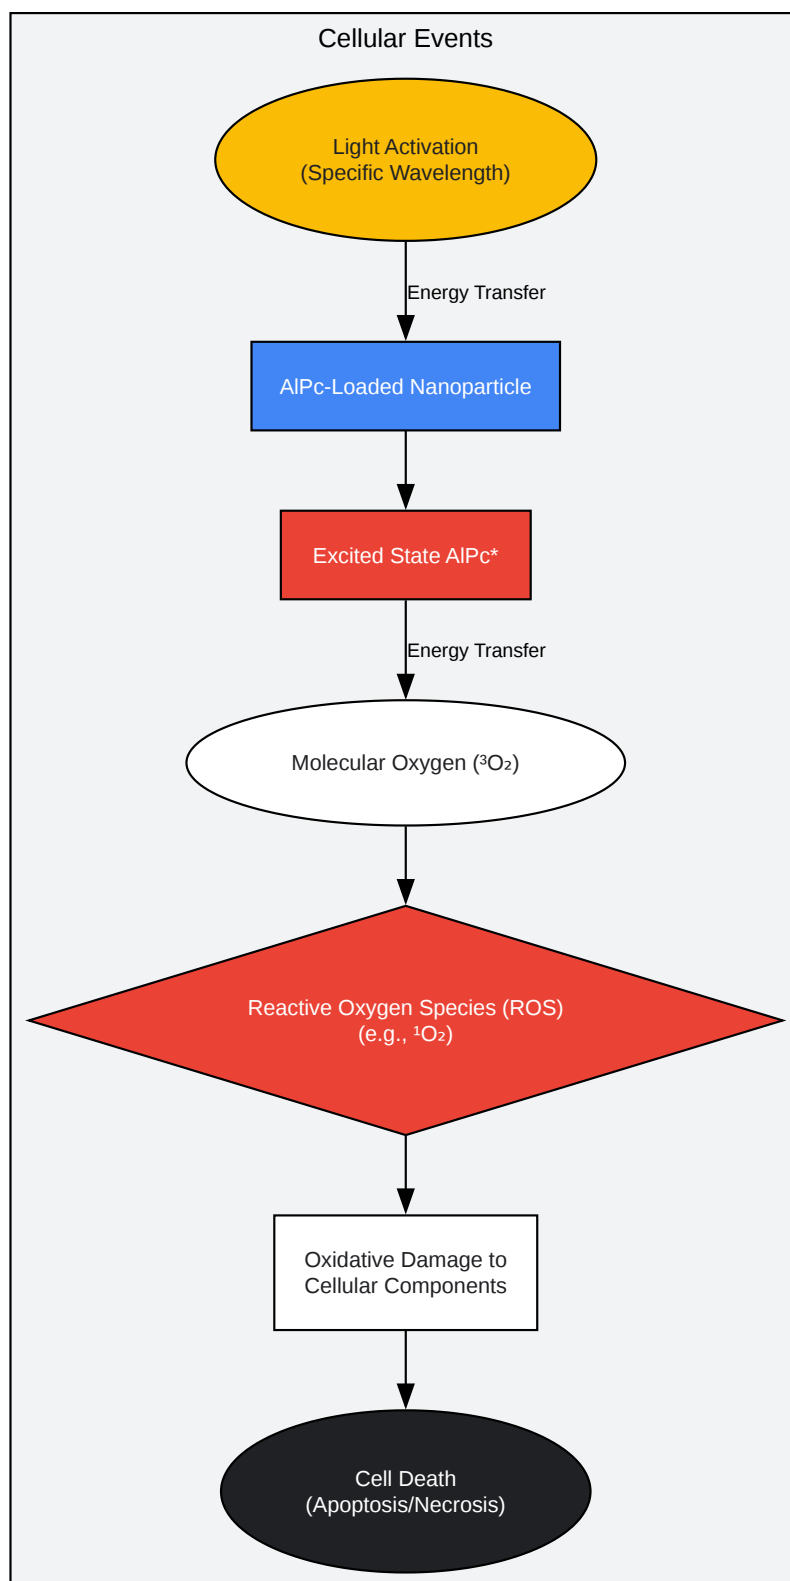 Cellular Events
Light Activation
(Specific Wavelength)
Energy Transfer
AlPc-Loaded Nanoparticle
Excited State AlPc*
Energy Transfer
Molecular Oxygen (³O₂)
Reactive Oxygen Species (ROS)
(e.g., ¹O₂)
Oxidative Damage to
Cellular Components
Cell Death
(Apoptosis/Necrosis)